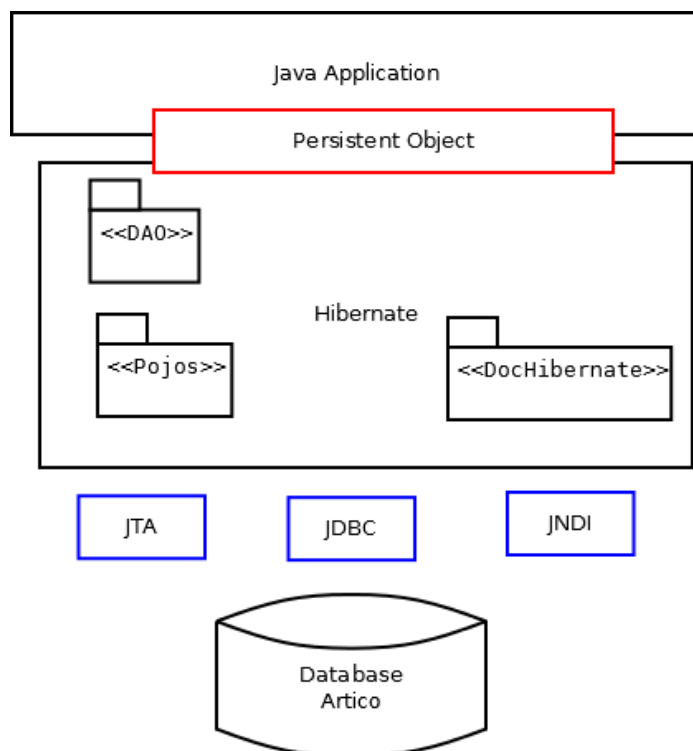 Java Application
Persistent Object
<<DAO>>
Hibernate
<<Pojos>>
<<DocHibernate>>
JTA
JDBC
JNDI
Database
Artico